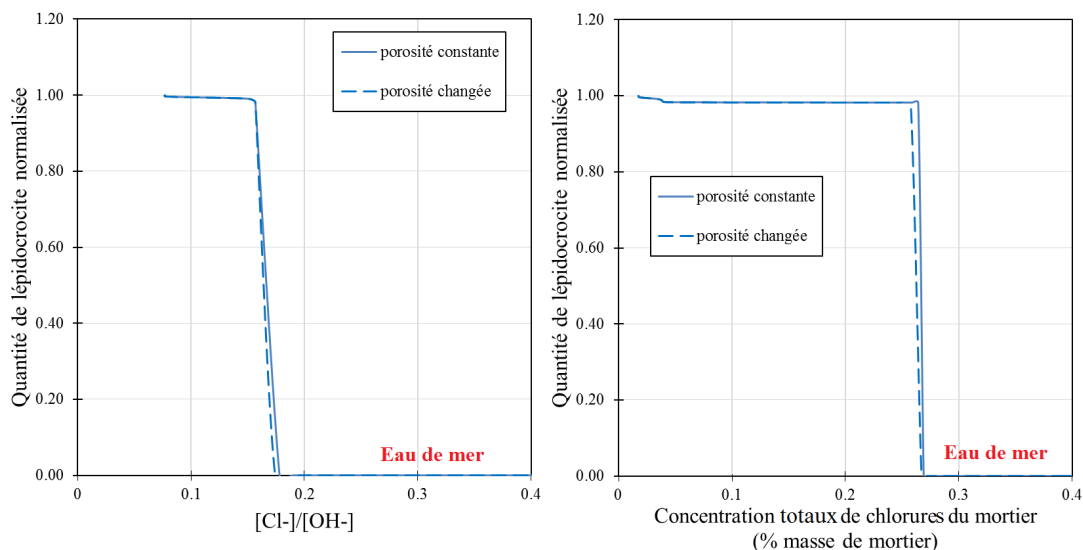 1.20
1.00
0.80
0.60
0.40
0.20
0.00
Quantité de lépidocrocite normalisée
porosité constante
porosité changée
Eau de mer
0
0.1
0.2
0.3
0.4
[Cl-]/[OH-]
1.20
1.00
0.80
0.60
0.40
0.20
0.00
Quantité de lépidocrocite normalisée
porosité constante
porosité changée
Eau de mer
0
0.1
0.2
0.3
0.4
Concentration totaux de chlorures du mortier
(% masse de mortier)